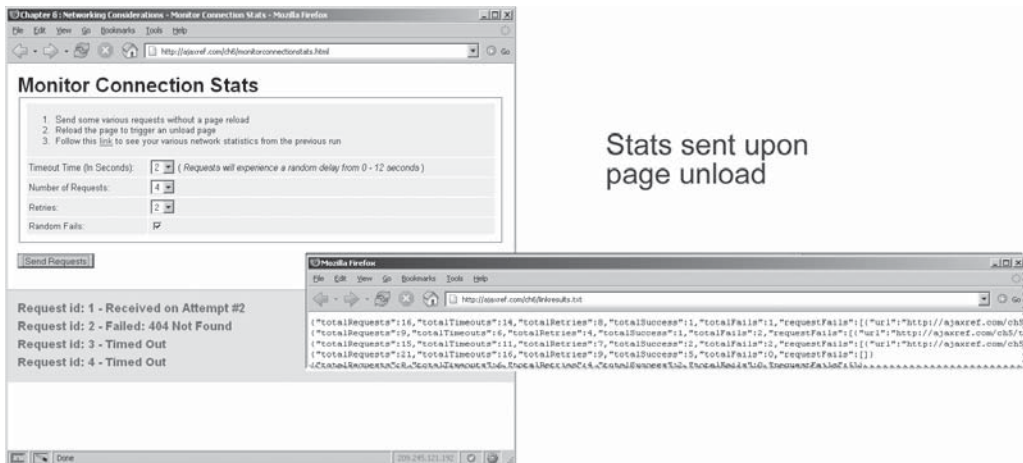 Chapter 6 : Networking Considerations - Monitor Connection Stats - Mozilla Firefox
File Edit View Go Bookmarks Tools Help
http://ajaxref.com/ch6/monitorconnectionstats.html Go
Monitor Connection Stats
1. Send some various requests without a page reload
2. Reload the page to trigger an unload page
3. Follow this link to see your various network statistics from the previous run
Timeout Time (In Seconds): 2 ( Requests will experience a random delay from 0 - 12 seconds )
Number of Requests: 4
Retries: 2
Random Fails:
Send Requests
Request id: 1 - Received on Attempt #2
Request id: 2 - Failed: 404 Not Found
Request id: 3 - Timed Out
Request id: 4 - Timed Out
Done 209.245.121.192
Stats sent upon
page unload
Mozilla Firefox
File Edit View Go Bookmarks Tools Help
http://ajaxref.com/ch6/linkresults.txt Go
{"totalRequests":16,"totalTimeouts":14,"totalRetries":8,"totalSuccess":1,"totalFails":1,"requestFails":[{"url":"http://ajaxref.com/ch5/
{"totalRequests":9,"totalTimeouts":6,"totalRetries":4,"totalSuccess":1,"totalFails":2,"requestFails":[{"url":"http://ajaxref.com/ch5/t
{"totalRequests":15,"totalTimeouts":11,"totalRetries":7,"totalSuccess":2,"totalFails":2,"requestFails":[{"url":"http://ajaxref.com/ch5
{"totalRequests":21,"totalTimeouts":16,"totalRetries":9,"totalSuccess":5,"totalFails":0,"requestFails":[]}